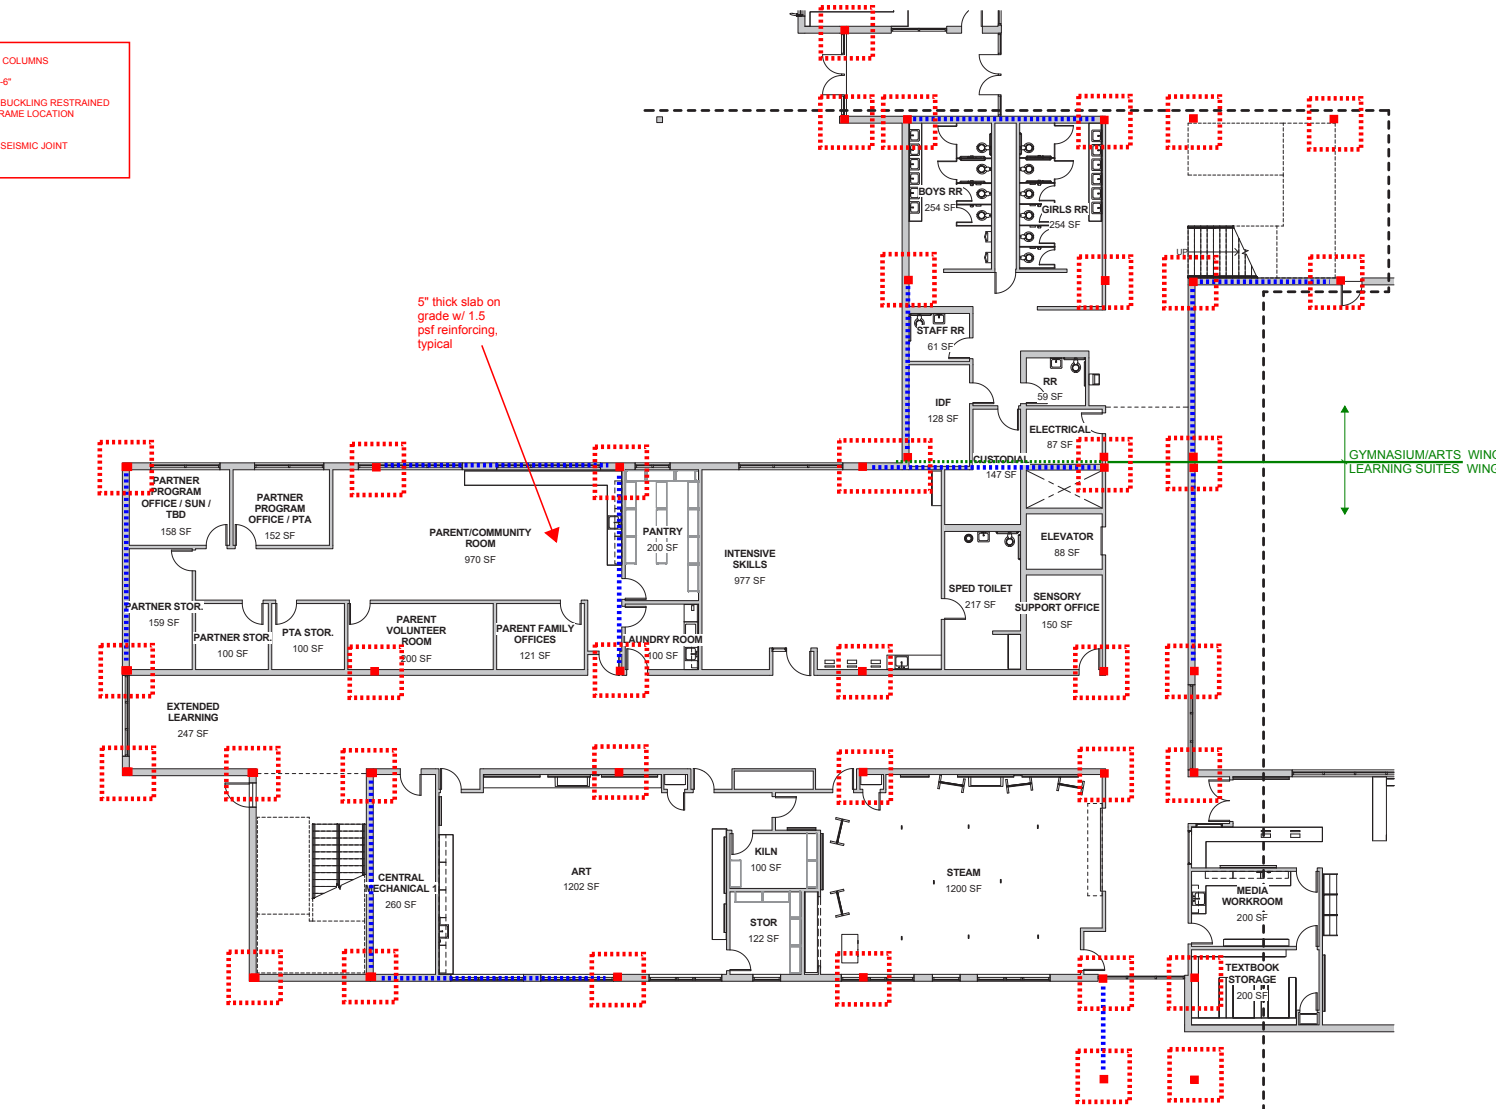 COLUMNS
-6"
BUCKLING RESTRAINED
RAME LOCATION
SEISMIC JOINT
5" thick slab on
grade w/ 1.5
psf reinforcing,
typical
BOYS RR
254 SF
GIRLS RR
254 SF
UP
STAFF RR
61 SF
RR
59 SF
IDF
128 SF
ELECTRICAL
87 SF
CUSTODIAL
147 SF
GYMNASIUM/ARTS WING
LEARNING SUITES WING
PARTNER
PROGRAM
OFFICE / SUN /
TBD
158 SF
PARTNER
PROGRAM
OFFICE / PTA
152 SF
PARENT/COMMUNITY
ROOM
970 SF
PANTRY
200 SF
INTENSIVE
SKILLS
977 SF
ELEVATOR
88 SF
SPED TOILET
217 SF
SENSORY
SUPPORT OFFICE
150 SF
PARTNER STOR.
159 SF
PARTNER STOR.
100 SF
PTA STOR.
100 SF
PARENT
VOLUNTEER
ROOM
200 SF
PARENT FAMILY
OFFICES
121 SF
LAUNDRY ROOM
100 SF
EXTENDED
LEARNING
247 SF
CENTRAL
MECHANICAL 1
260 SF
ART
1202 SF
KILN
100 SF
STOR
122 SF
STEAM
1200 SF
MEDIA
WORKROOM
200 SF
TEXTBOOK
STORAGE
200 SF